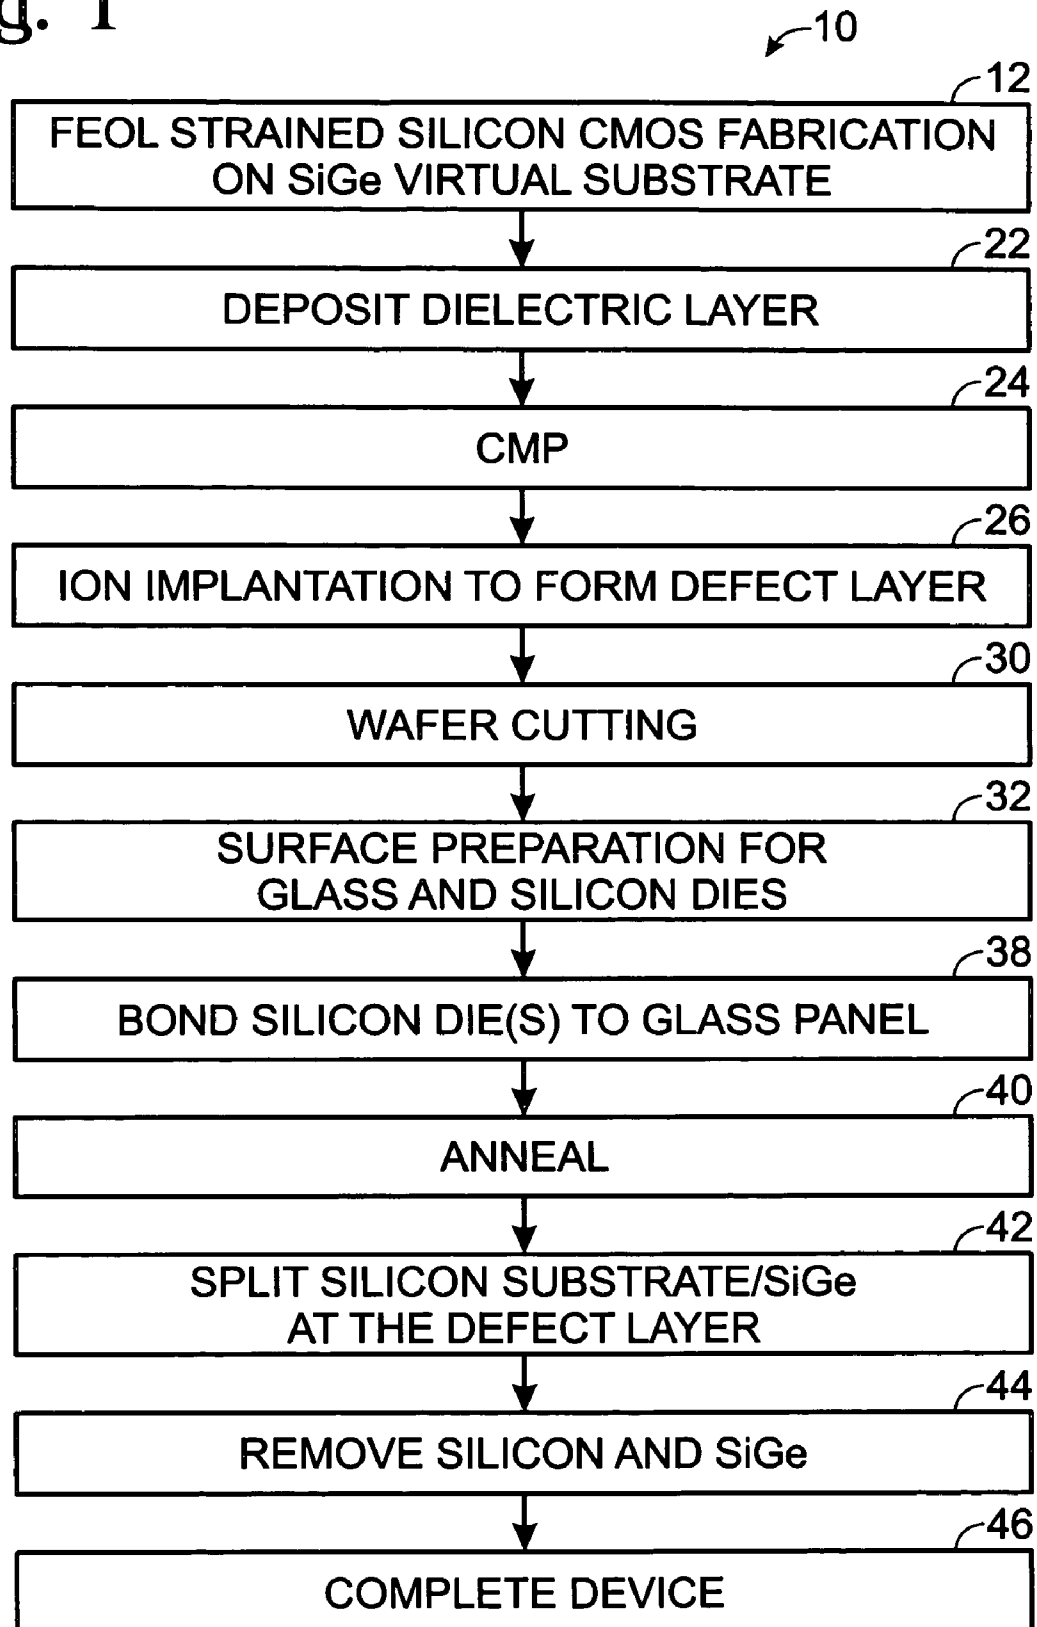 g. 1
10
12
FEOL STRAINED SILICON CMOS FABRICATION
ON SiGe VIRTUAL SUBSTRATE
22
DEPOSIT DIELECTRIC LAYER
24
CMP
26
ION IMPLANTATION TO FORM DEFECT LAYER
30
WAFER CUTTING
32
SURFACE PREPARATION FOR
GLASS AND SILICON DIES
38
BOND SILICON DIE(S) TO GLASS PANEL
40
ANNEAL
42
SPLIT SILICON SUBSTRATE/SiGe
AT THE DEFECT LAYER
44
REMOVE SILICON AND SiGe
46
COMPLETE DEVICE